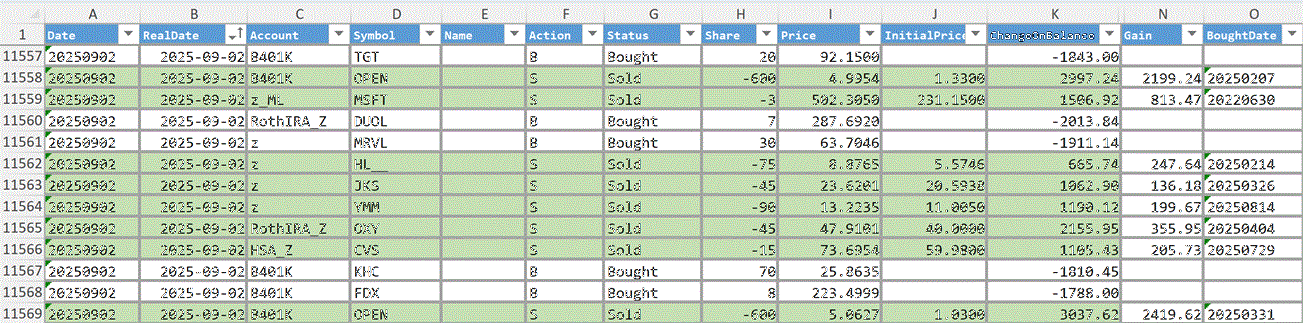 A B C D E F G H I J K N O
1 Date RealDate Account Symbol Name Action Status Share Price InitialPrice ChangeInBalance Gain BoughtDate
11557 20250902 2025-09-02 8401K TGT B Bought 20 92.1500 -1843.00
11558 20250902 2025-09-02 8401K OPEN S Sold -600 4.9954 1.3300 2997.24 2199.24 20250207
11559 20250902 2025-09-02 z_ML MSFT S Sold -3 502.3050 231.1500 1506.92 813.47 20220630
11560 20250902 2025-09-02 RothIRA_Z DUOL B Bought 7 287.6920 -2013.84
11561 20250902 2025-09-02 z MRVL B Bought 30 63.7046 -1911.14
11562 20250902 2025-09-02 z HL__ S Sold -75 8.8765 5.5746 665.74 247.64 20250214
11563 20250902 2025-09-02 z JKS S Sold -45 23.6201 20.5938 1062.90 136.18 20250326
11564 20250902 2025-09-02 z YMM S Sold -90 13.2235 11.0050 1190.12 199.67 20250814
11565 20250902 2025-09-02 RothIRA_Z OXY S Sold -45 47.9101 40.0000 2155.95 355.95 20250404
11566 20250902 2025-09-02 HSA_Z CVS S Sold -15 73.6954 59.9800 1105.43 205.73 20250729
11567 20250902 2025-09-02 8401K KHC B Bought 70 25.8635 -1810.45
11568 20250902 2025-09-02 8401K FDX B Bought 8 223.4999 -1788.00
11569 20250902 2025-09-02 8401K OPEN S Sold -600 5.0627 1.0300 3037.62 2419.62 20250331